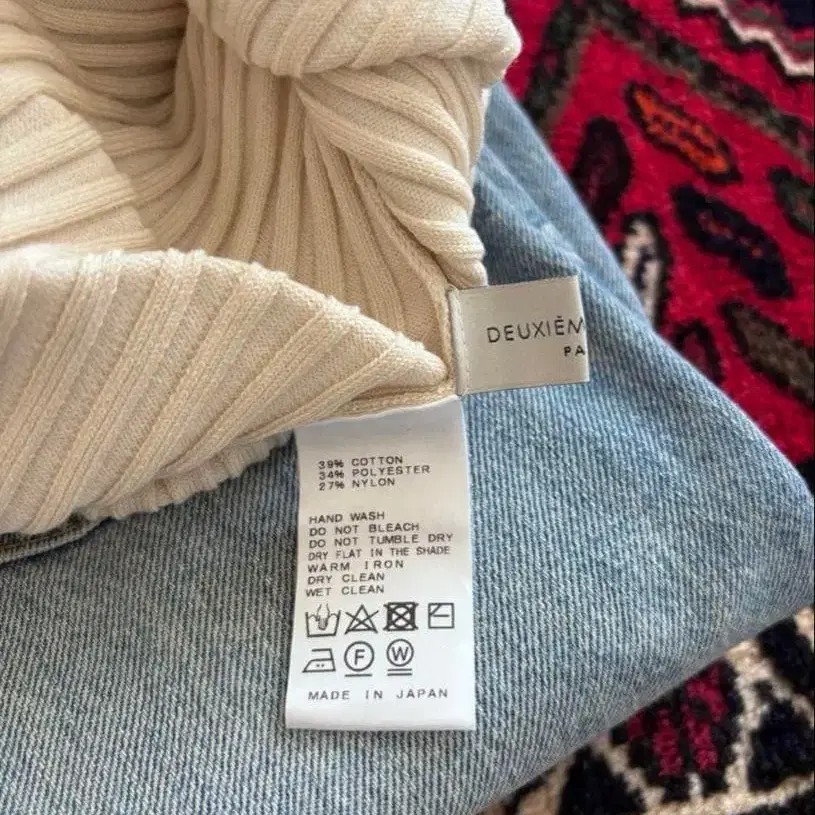 DEUXIÈM
PA
39% COTTON
34% POLYESTER
27% NYLON
HAND WASH
DO NOT BLEACH
DO NOT TUMBLE DRY
DRY FLAT IN THE SHADE
WARM IRON
DRY CLEAN
WET CLEAN
F W
MADE IN JAPAN